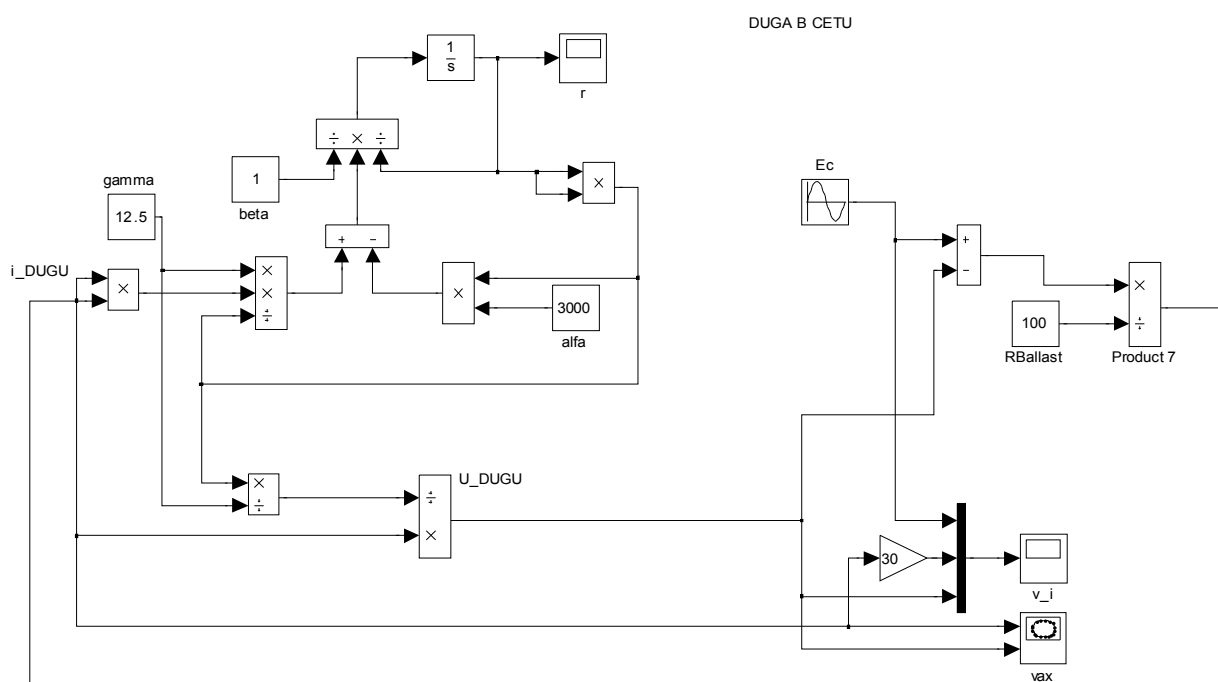 DUGA B CETU
1
s
r
÷ × ÷
gamma
1
×
Ec
12.5
beta
+ −
i_DUGU
×
×
×
÷
×
+
−
×
÷
3000
alfa
100
RBallast
Product 7
×
÷
U_DUGU
÷
×
30
v_i
vax